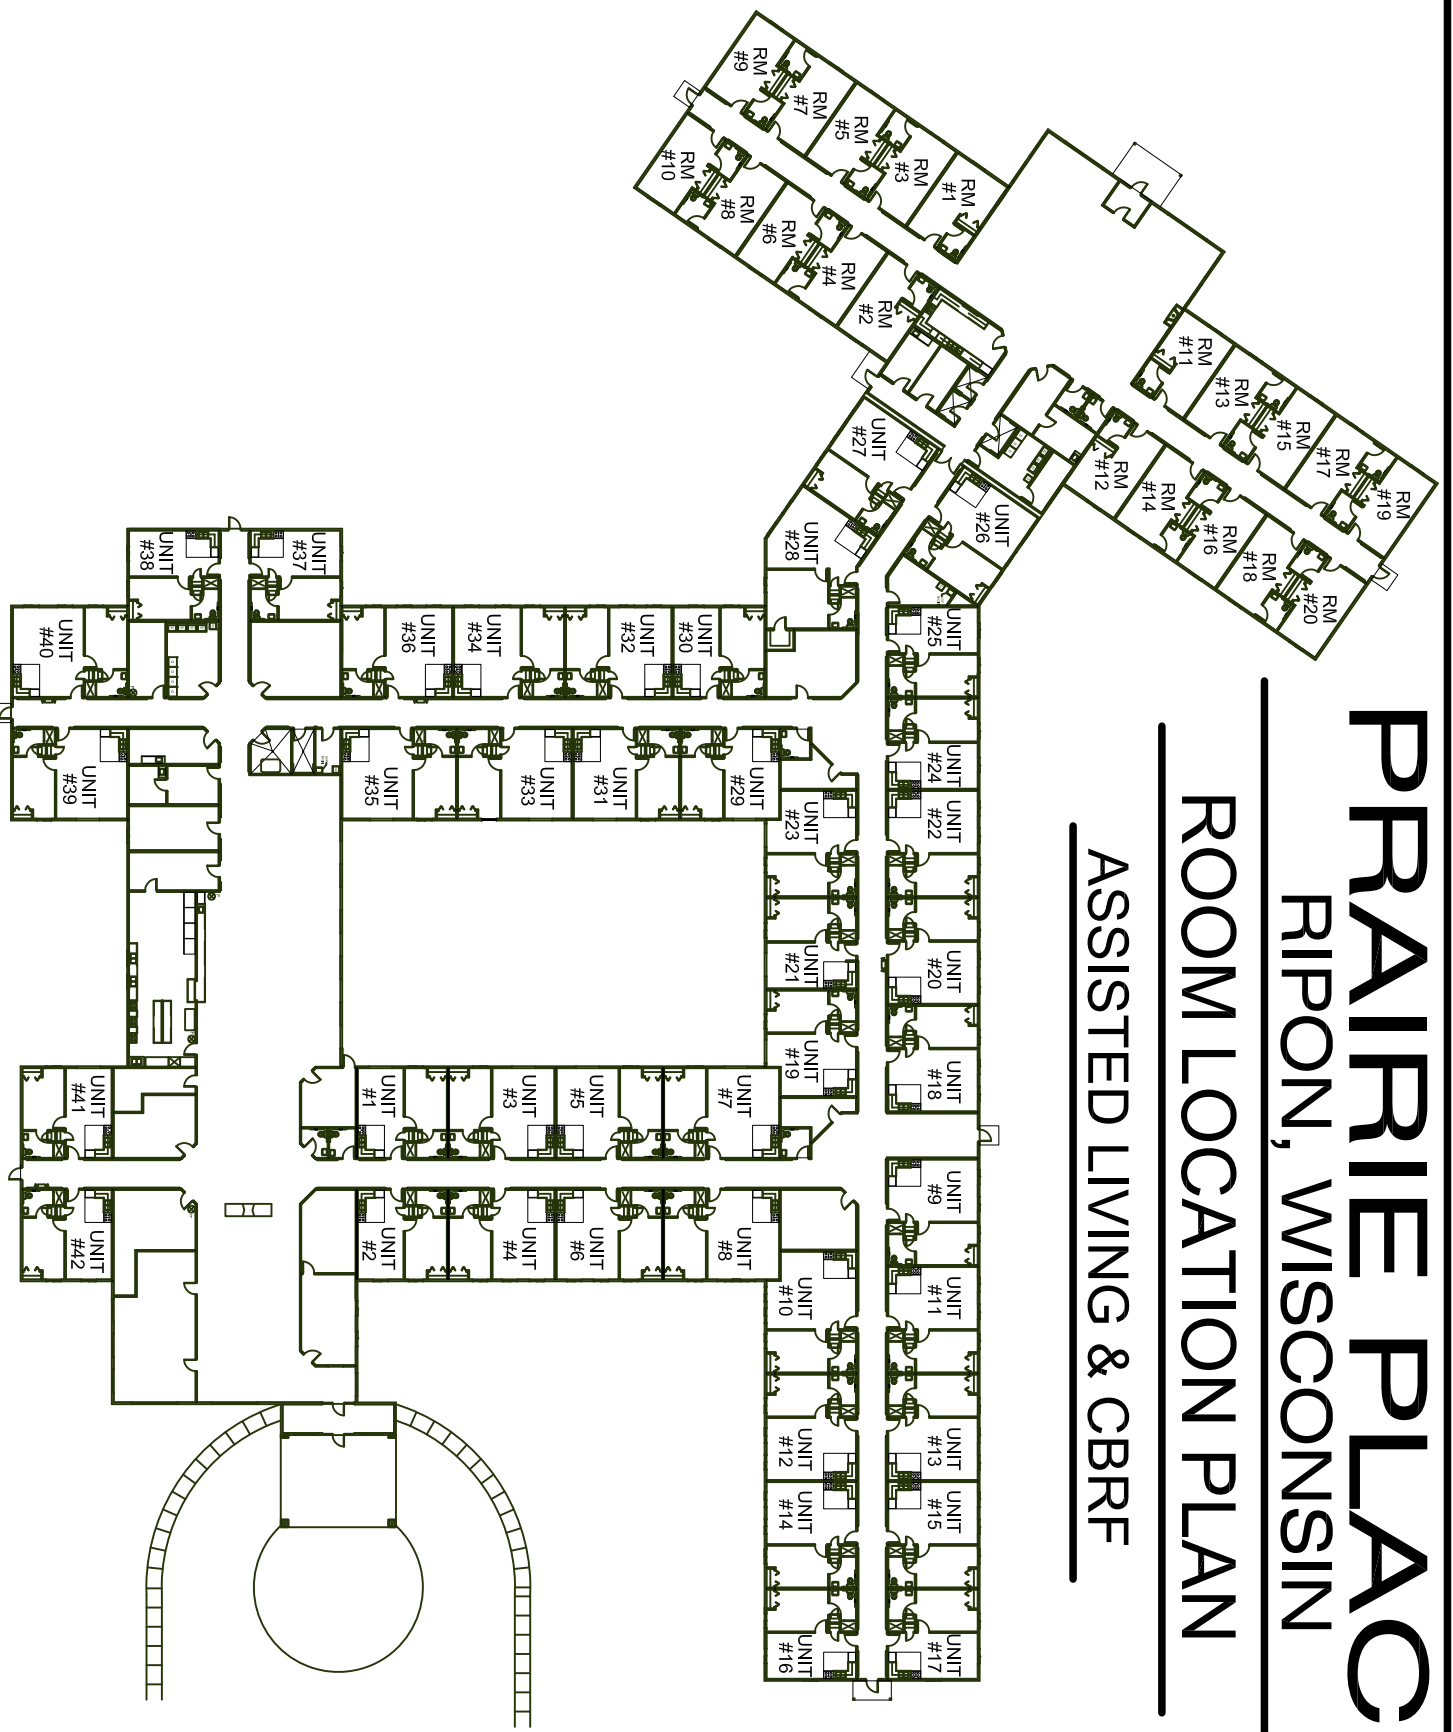 PRAIRIE PLAC
RIPON, WISCONSIN
ROOM LOCATION PLAN
ASSISTED LIVING & CBRF
RM
#9
RM
#7
RM
#5
RM
#3
RM
#1
RM
#10
RM
#8
RM
#6
RM
#4
RM
#2
RM
#11
RM
#13
RM
#15
RM
#17
RM
#19
RM
#12
RM
#14
RM
#16
RM
#18
RM
#20
UNIT
#27
UNIT
#26
UNIT
#28
UNIT
#25
UNIT
#24
UNIT
#22
UNIT
#20
UNIT
#18
UNIT
#23
UNIT
#21
UNIT
#19
UNIT
#38
UNIT
#37
UNIT
#40
UNIT
#36
UNIT
#34
UNIT
#32
UNIT
#30
UNIT
#39
UNIT
#35
UNIT
#33
UNIT
#31
UNIT
#29
UNIT
#41
UNIT
#1
UNIT
#3
UNIT
#5
UNIT
#7
UNIT
#42
UNIT
#2
UNIT
#4
UNIT
#6
UNIT
#8
UNIT
#9
UNIT
#11
UNIT
#13
UNIT
#15
UNIT
#17
UNIT
#10
UNIT
#12
UNIT
#14
UNIT
#16